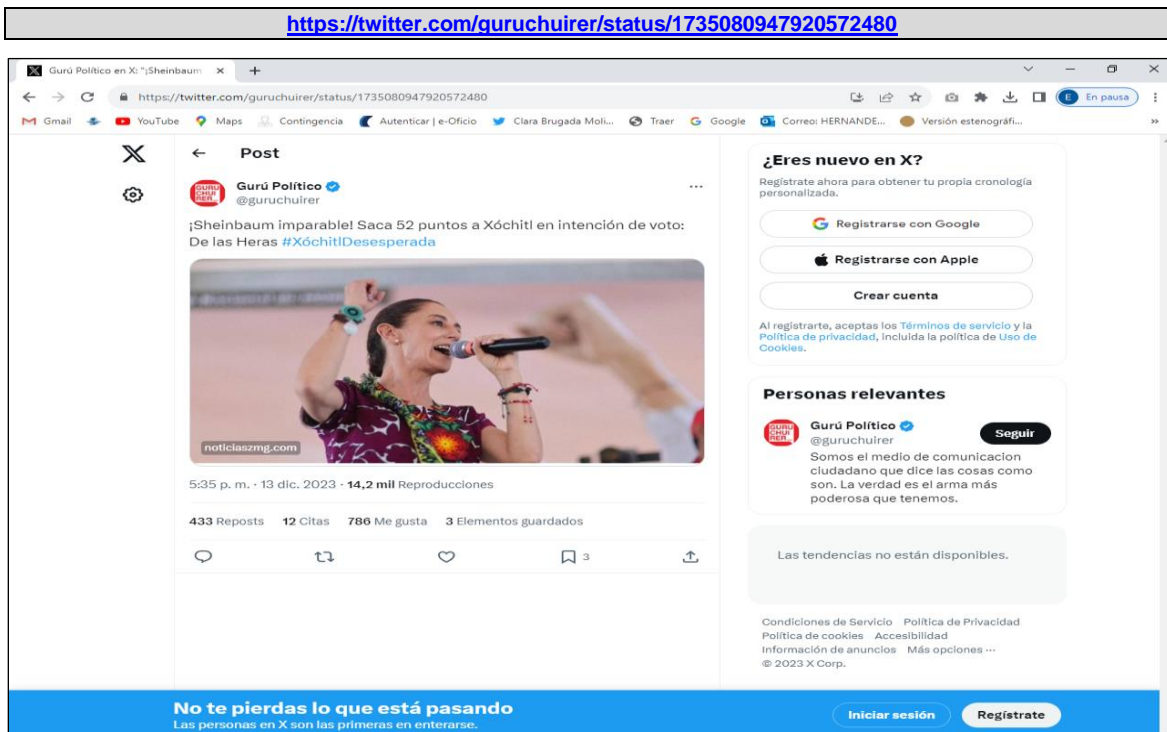 https://twitter.com/guruchuirer/status/1735080947920572480
Gurú Político en X: "¡Sheinbaum
https://twitter.com/guruchuirer/status/1735080947920572480
En pausa
Gmail YouTube Maps Contingencia Autenticar | e-Oficio Clara Brugada Moli... Traer Google Correo: HERNANDE... Versión estenográfi...
Post
Gurú Político
@guruchuirer
¡Sheinbaum imparable! Saca 52 puntos a Xóchitl en intención de voto:
De las Heras #XóchitlDesesperada
noticiaszmg.com
5:35 p. m. · 13 dic. 2023 · 14,2 mil Reproducciones
433 Reposts 12 Citas 786 Me gusta 3 Elementos guardados
3
¿Eres nuevo en X?
Regístrate ahora para obtener tu propia cronología
personalizada.
Registrarse con Google
Registrarse con Apple
Crear cuenta
Al registrarte, aceptas los Términos de servicio y la
Política de privacidad, incluida la política de Uso de
Cookies.
Personas relevantes
GURU
CHUI
RER_
Gurú Político
@guruchuirer
Seguir
Somos el medio de comunicacion
ciudadano que dice las cosas como
son. La verdad es el arma más
poderosa que tenemos.
Las tendencias no están disponibles.
Condiciones de Servicio Política de Privacidad
Política de cookies Accesibilidad
Información de anuncios Más opciones ···
© 2023 X Corp.
No te pierdas lo que está pasando
Las personas en X son las primeras en enterarse.
Iniciar sesión
Regístrate